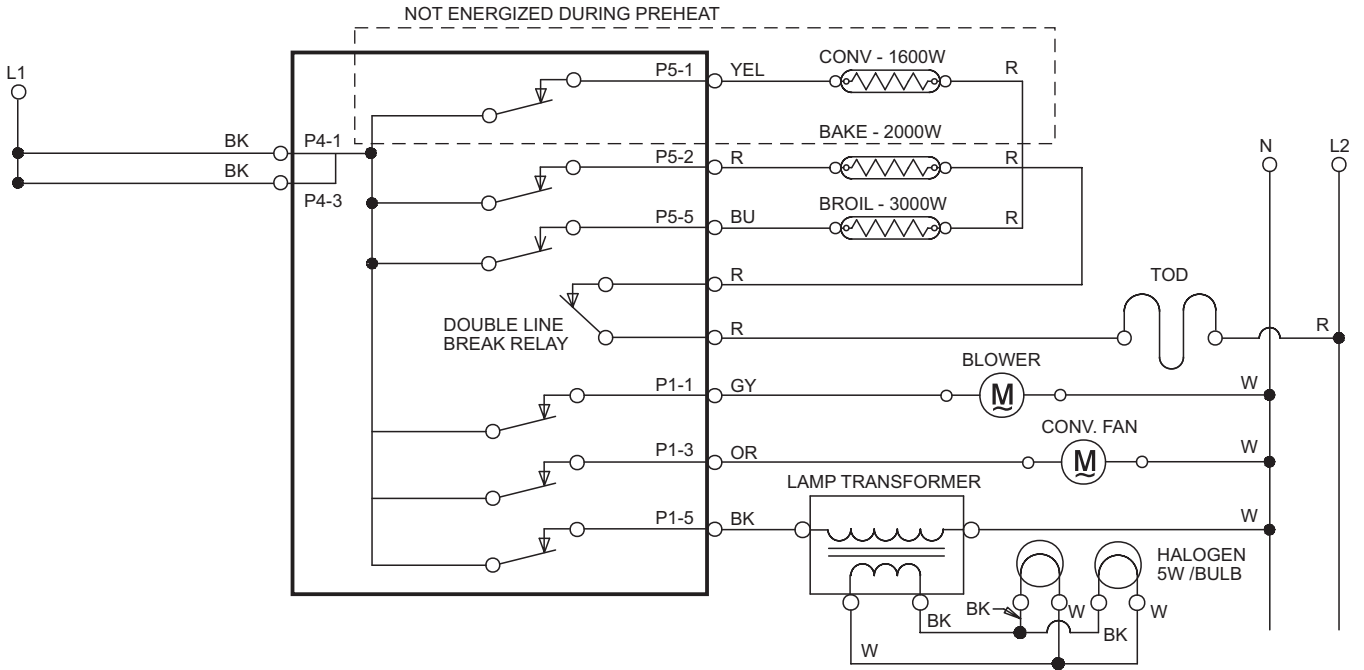 NOT ENERGIZED DURING PREHEAT
L1
P5-1 YEL CONV - 1600W R
BK P4-1
BK P4-3
P5-2 R BAKE - 2000W R
P5-5 BU BROIL - 3000W R
N L2
R
DOUBLE LINE
BREAK RELAY
R TOD R
P1-1 GY BLOWER W
M
P1-3 OR CONV. FAN W
M
LAMP TRANSFORMER
P1-5 BK W
HALOGEN
5W /BULB
BK W W
BK BK
W